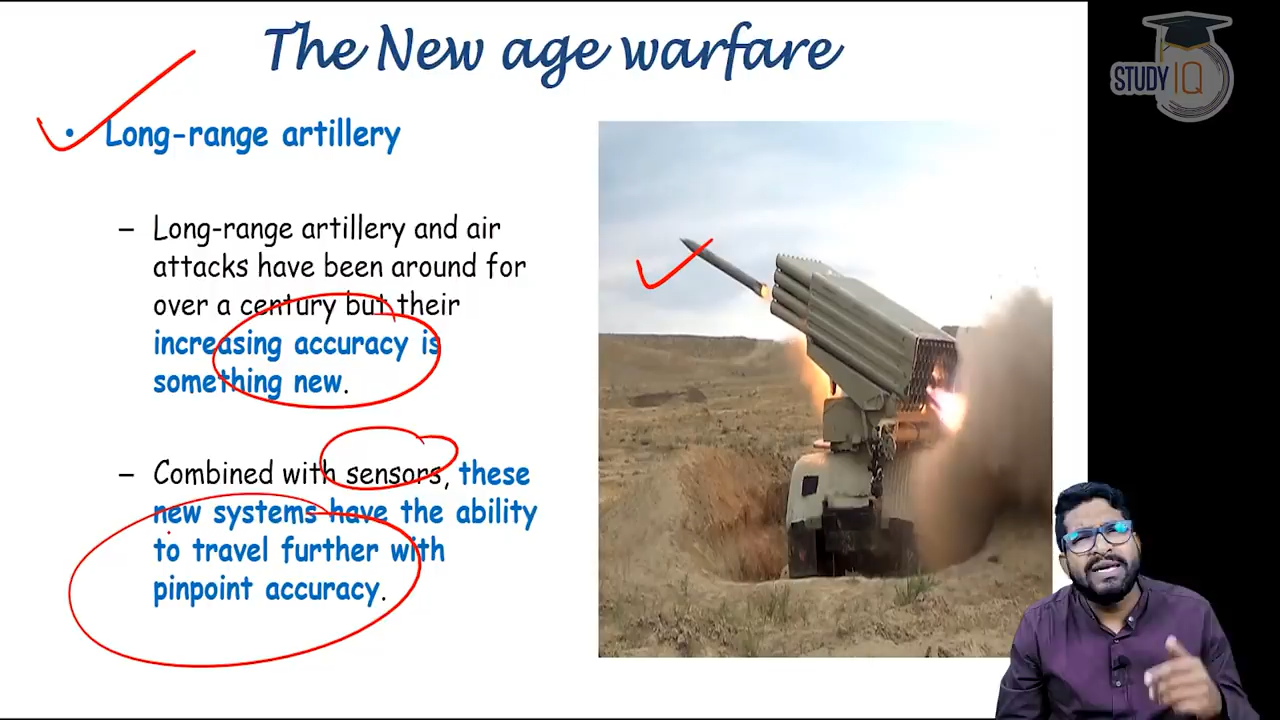 The New age warfare
STUDY IQ
• Long-range artillery
– Long-range artillery and air
attacks have been around for
over a century but their
increasing accuracy is
something new.
– Combined with sensors, these
new systems have the ability
to travel further with
pinpoint accuracy.